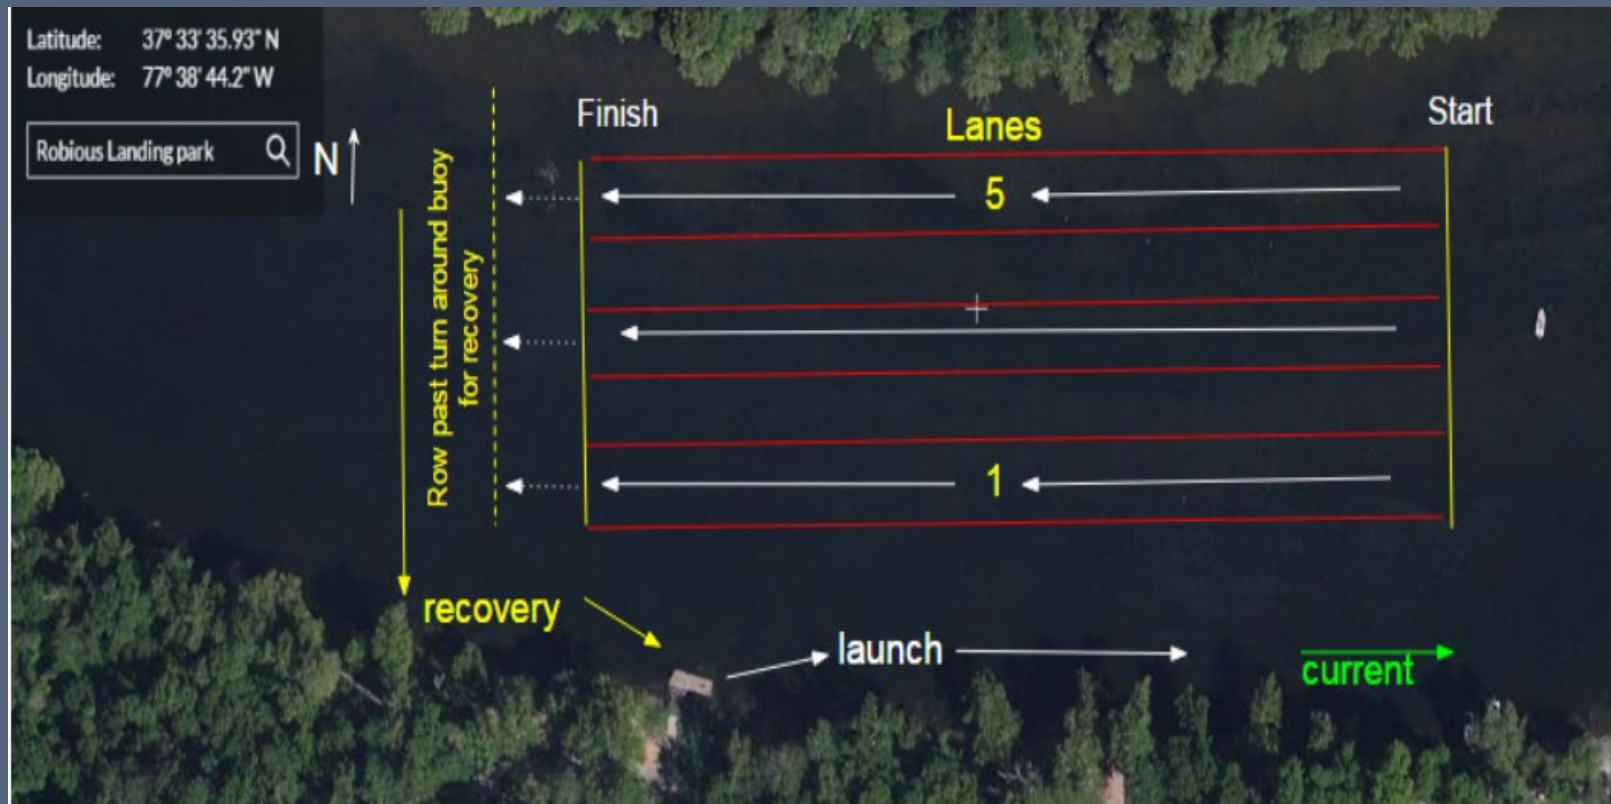 Latitude: 37° 33' 35.93" N
Longitude: 77° 38' 44.2" W
Robious Landing park
N
Finish
Lanes
Start
5
Row past turn around buoy
for recovery
1
recovery
launch
current